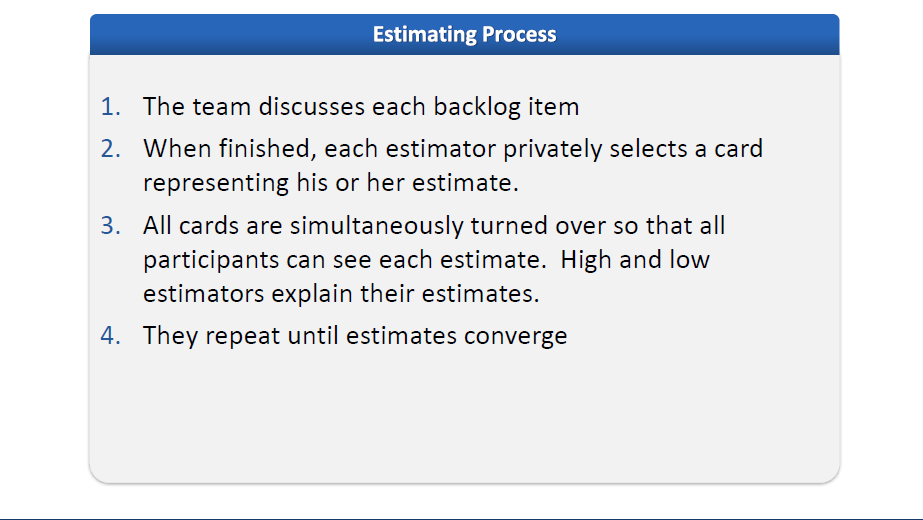 Estimating Process
1. The team discusses each backlog item
2. When finished, each estimator privately selects a card
representing his or her estimate.
3. All cards are simultaneously turned over so that all
participants can see each estimate.  High and low
estimators explain their estimates.
4. They repeat until estimates converge